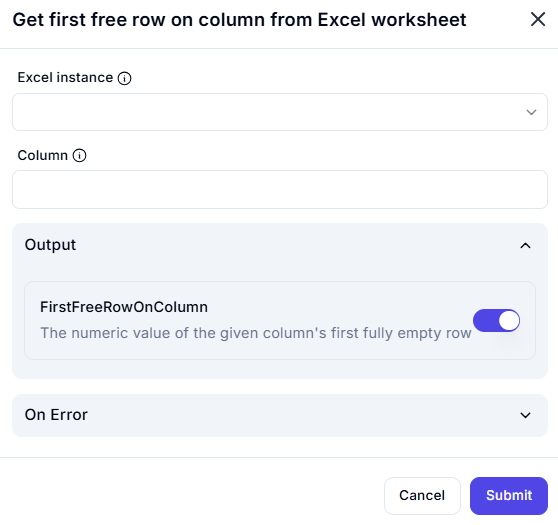 Get first free row on column from Excel worksheet
Excel instance
Column
Output
FirstFreeRowOnColumn
The numeric value of the given column's first fully empty row
On Error
Cancel Submit